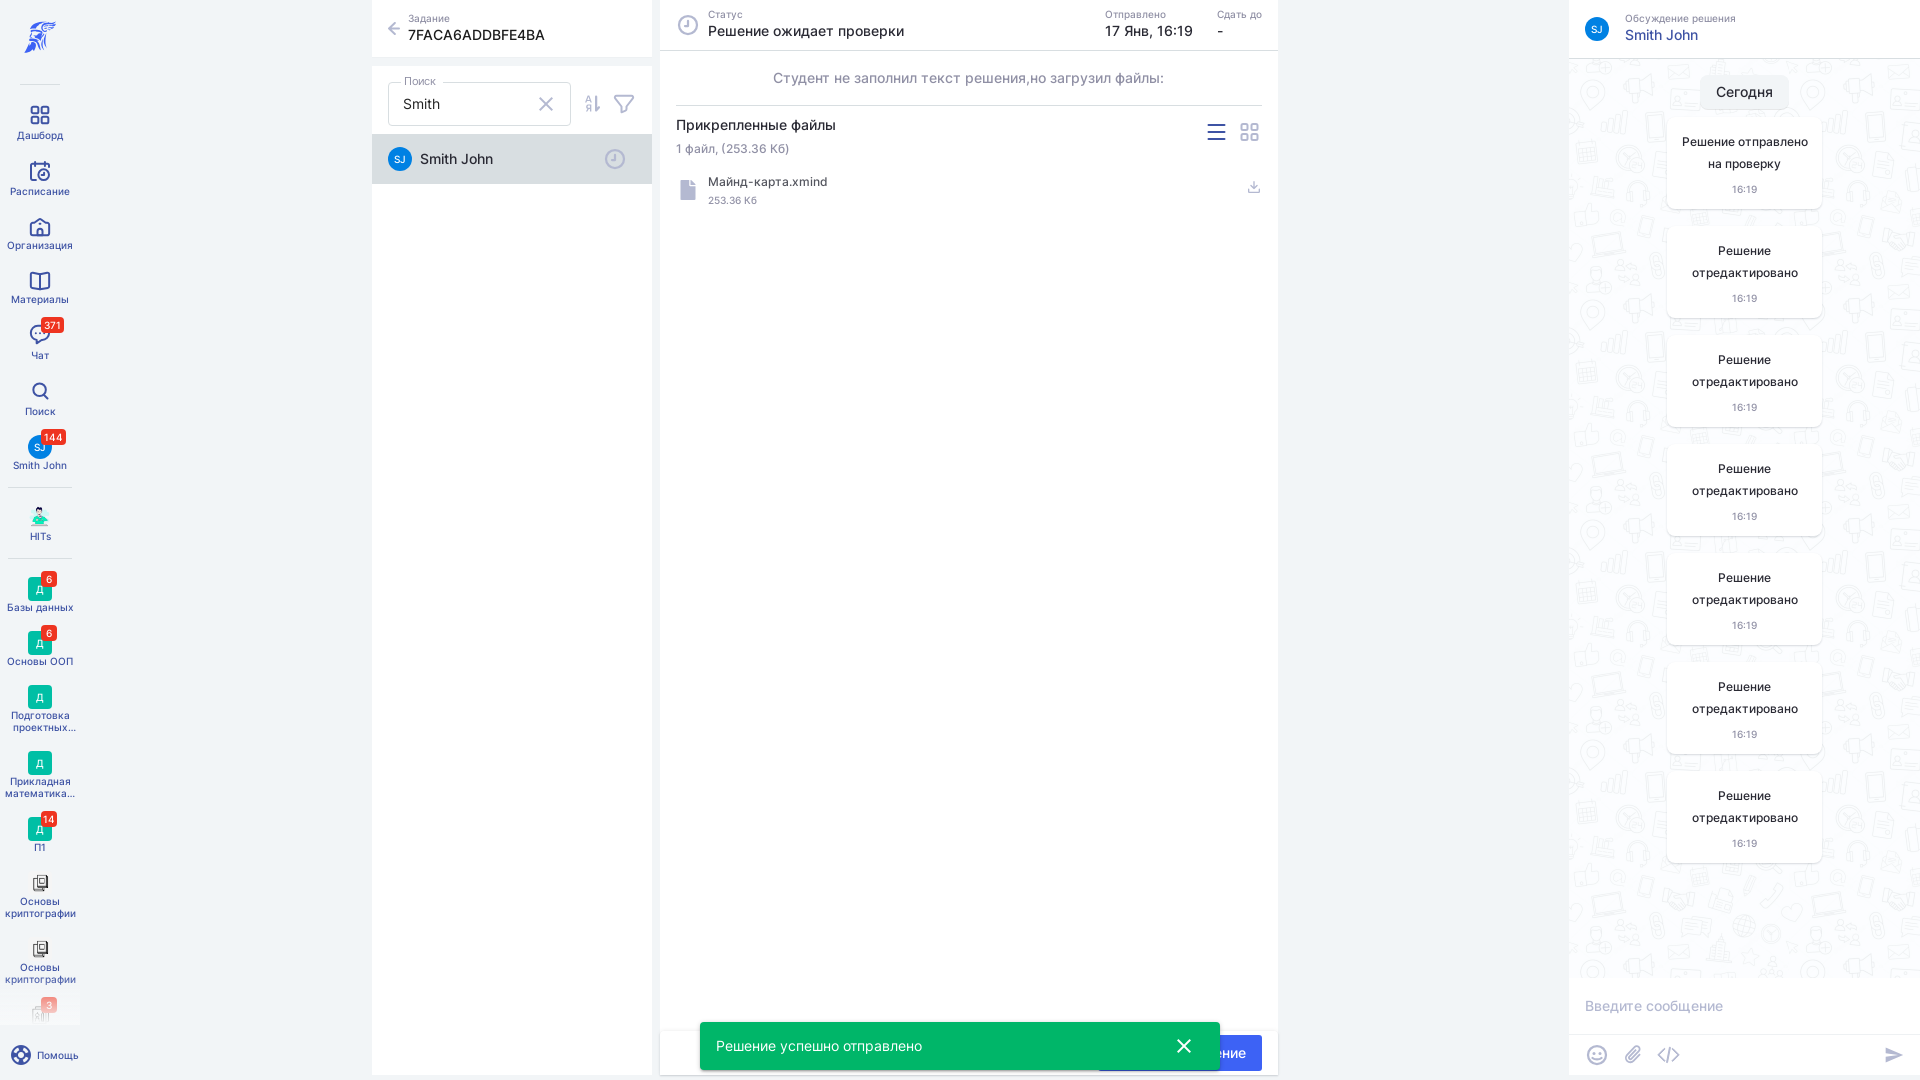 Дашборд
Расписание
Организация
Материалы
371
Чат
Поиск
144
SJ
Smith John
HITs
6
Д
Базы данных
6
Д
Основы ООП
Д
Подготовка
проектных...
Д
Прикладная
математика...
14
Д
П1
Основы
криптографии
Основы
криптографии
3
Помощь
Задание
7FACA6ADDBFE4BA
Поиск
Smith
А
Я
SJ
Smith John
Статус
Решение ожидает проверки
Отправлено
17 Янв, 16:19
Сдать до
-
Студент не заполнил текст решения,но загрузил файлы:
Прикрепленные файлы
1 файл, (253.36 Кб)
Майнд-карта.xmind
253.36 Кб
Решение успешно отправлено
SJ
Обсуждение решения
Smith John
Сегодня
Решение отправлено
на проверку
16:19
Решение
отредактировано
16:19
Решение
отредактировано
16:19
Решение
отредактировано
16:19
Решение
отредактировано
16:19
Решение
отредактировано
16:19
Решение
отредактировано
16:19
Введите сообщение